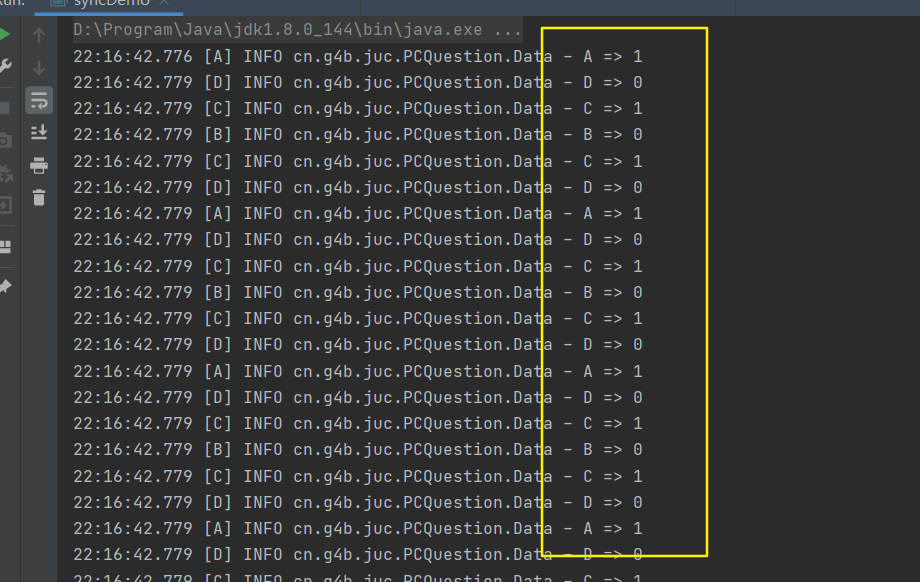 syncDemo
D:\Program\Java\jdk1.8.0_144\bin\java.exe ...
22:16:42.776 [A] INFO cn.g4b.juc.PCQuestion.Data - A => 1
22:16:42.779 [D] INFO cn.g4b.juc.PCQuestion.Data - D => 0
22:16:42.779 [C] INFO cn.g4b.juc.PCQuestion.Data - C => 1
22:16:42.779 [B] INFO cn.g4b.juc.PCQuestion.Data - B => 0
22:16:42.779 [C] INFO cn.g4b.juc.PCQuestion.Data - C => 1
22:16:42.779 [D] INFO cn.g4b.juc.PCQuestion.Data - D => 0
22:16:42.779 [A] INFO cn.g4b.juc.PCQuestion.Data - A => 1
22:16:42.779 [D] INFO cn.g4b.juc.PCQuestion.Data - D => 0
22:16:42.779 [C] INFO cn.g4b.juc.PCQuestion.Data - C => 1
22:16:42.779 [B] INFO cn.g4b.juc.PCQuestion.Data - B => 0
22:16:42.779 [C] INFO cn.g4b.juc.PCQuestion.Data - C => 1
22:16:42.779 [D] INFO cn.g4b.juc.PCQuestion.Data - D => 0
22:16:42.779 [A] INFO cn.g4b.juc.PCQuestion.Data - A => 1
22:16:42.779 [D] INFO cn.g4b.juc.PCQuestion.Data - D => 0
22:16:42.779 [C] INFO cn.g4b.juc.PCQuestion.Data - C => 1
22:16:42.779 [B] INFO cn.g4b.juc.PCQuestion.Data - B => 0
22:16:42.779 [C] INFO cn.g4b.juc.PCQuestion.Data - C => 1
22:16:42.779 [D] INFO cn.g4b.juc.PCQuestion.Data - D => 0
22:16:42.779 [A] INFO cn.g4b.juc.PCQuestion.Data - A => 1
22:16:42.779 [D] INFO cn.g4b.juc.PCQuestion.Data - D => 0
22:16:42.779 [C] INFO cn.g4b.juc.PCQuestion.Data - C => 1